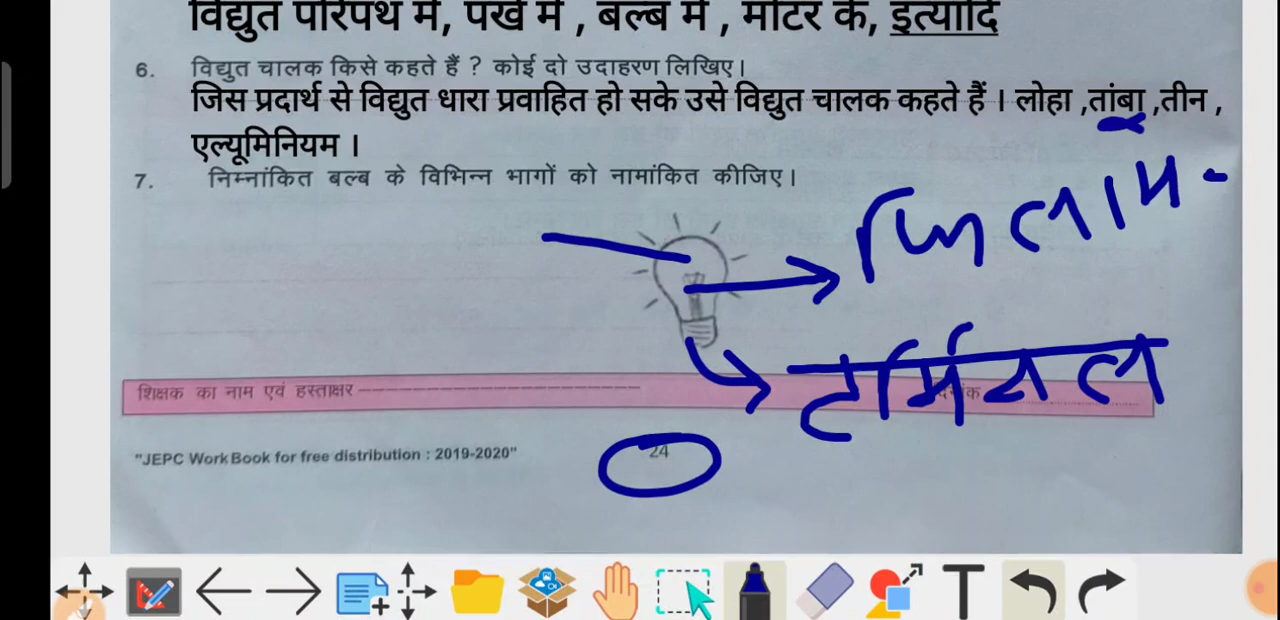 विद्युत परिपथ में, पंखे में , बल्ब में , मोटर के, इत्यादि
6. विद्युत चालक किसे कहते हैं ? कोई दो उदाहरण लिखिए।
जिस प्रदार्थ से विद्युत धारा प्रवाहित हो सके उसे विद्युत चालक कहते हैं । लोहा ,तांबा ,तीन ,
एल्यूमिनियम ।
7. निम्नांकित बल्ब के विभिन्न भागों को नामांकित कीजिए।
टर्मिनल
शिक्षक का नाम एवं हस्ताक्षर
"JEPC Work Book for free distribution : 2019-2020"
24